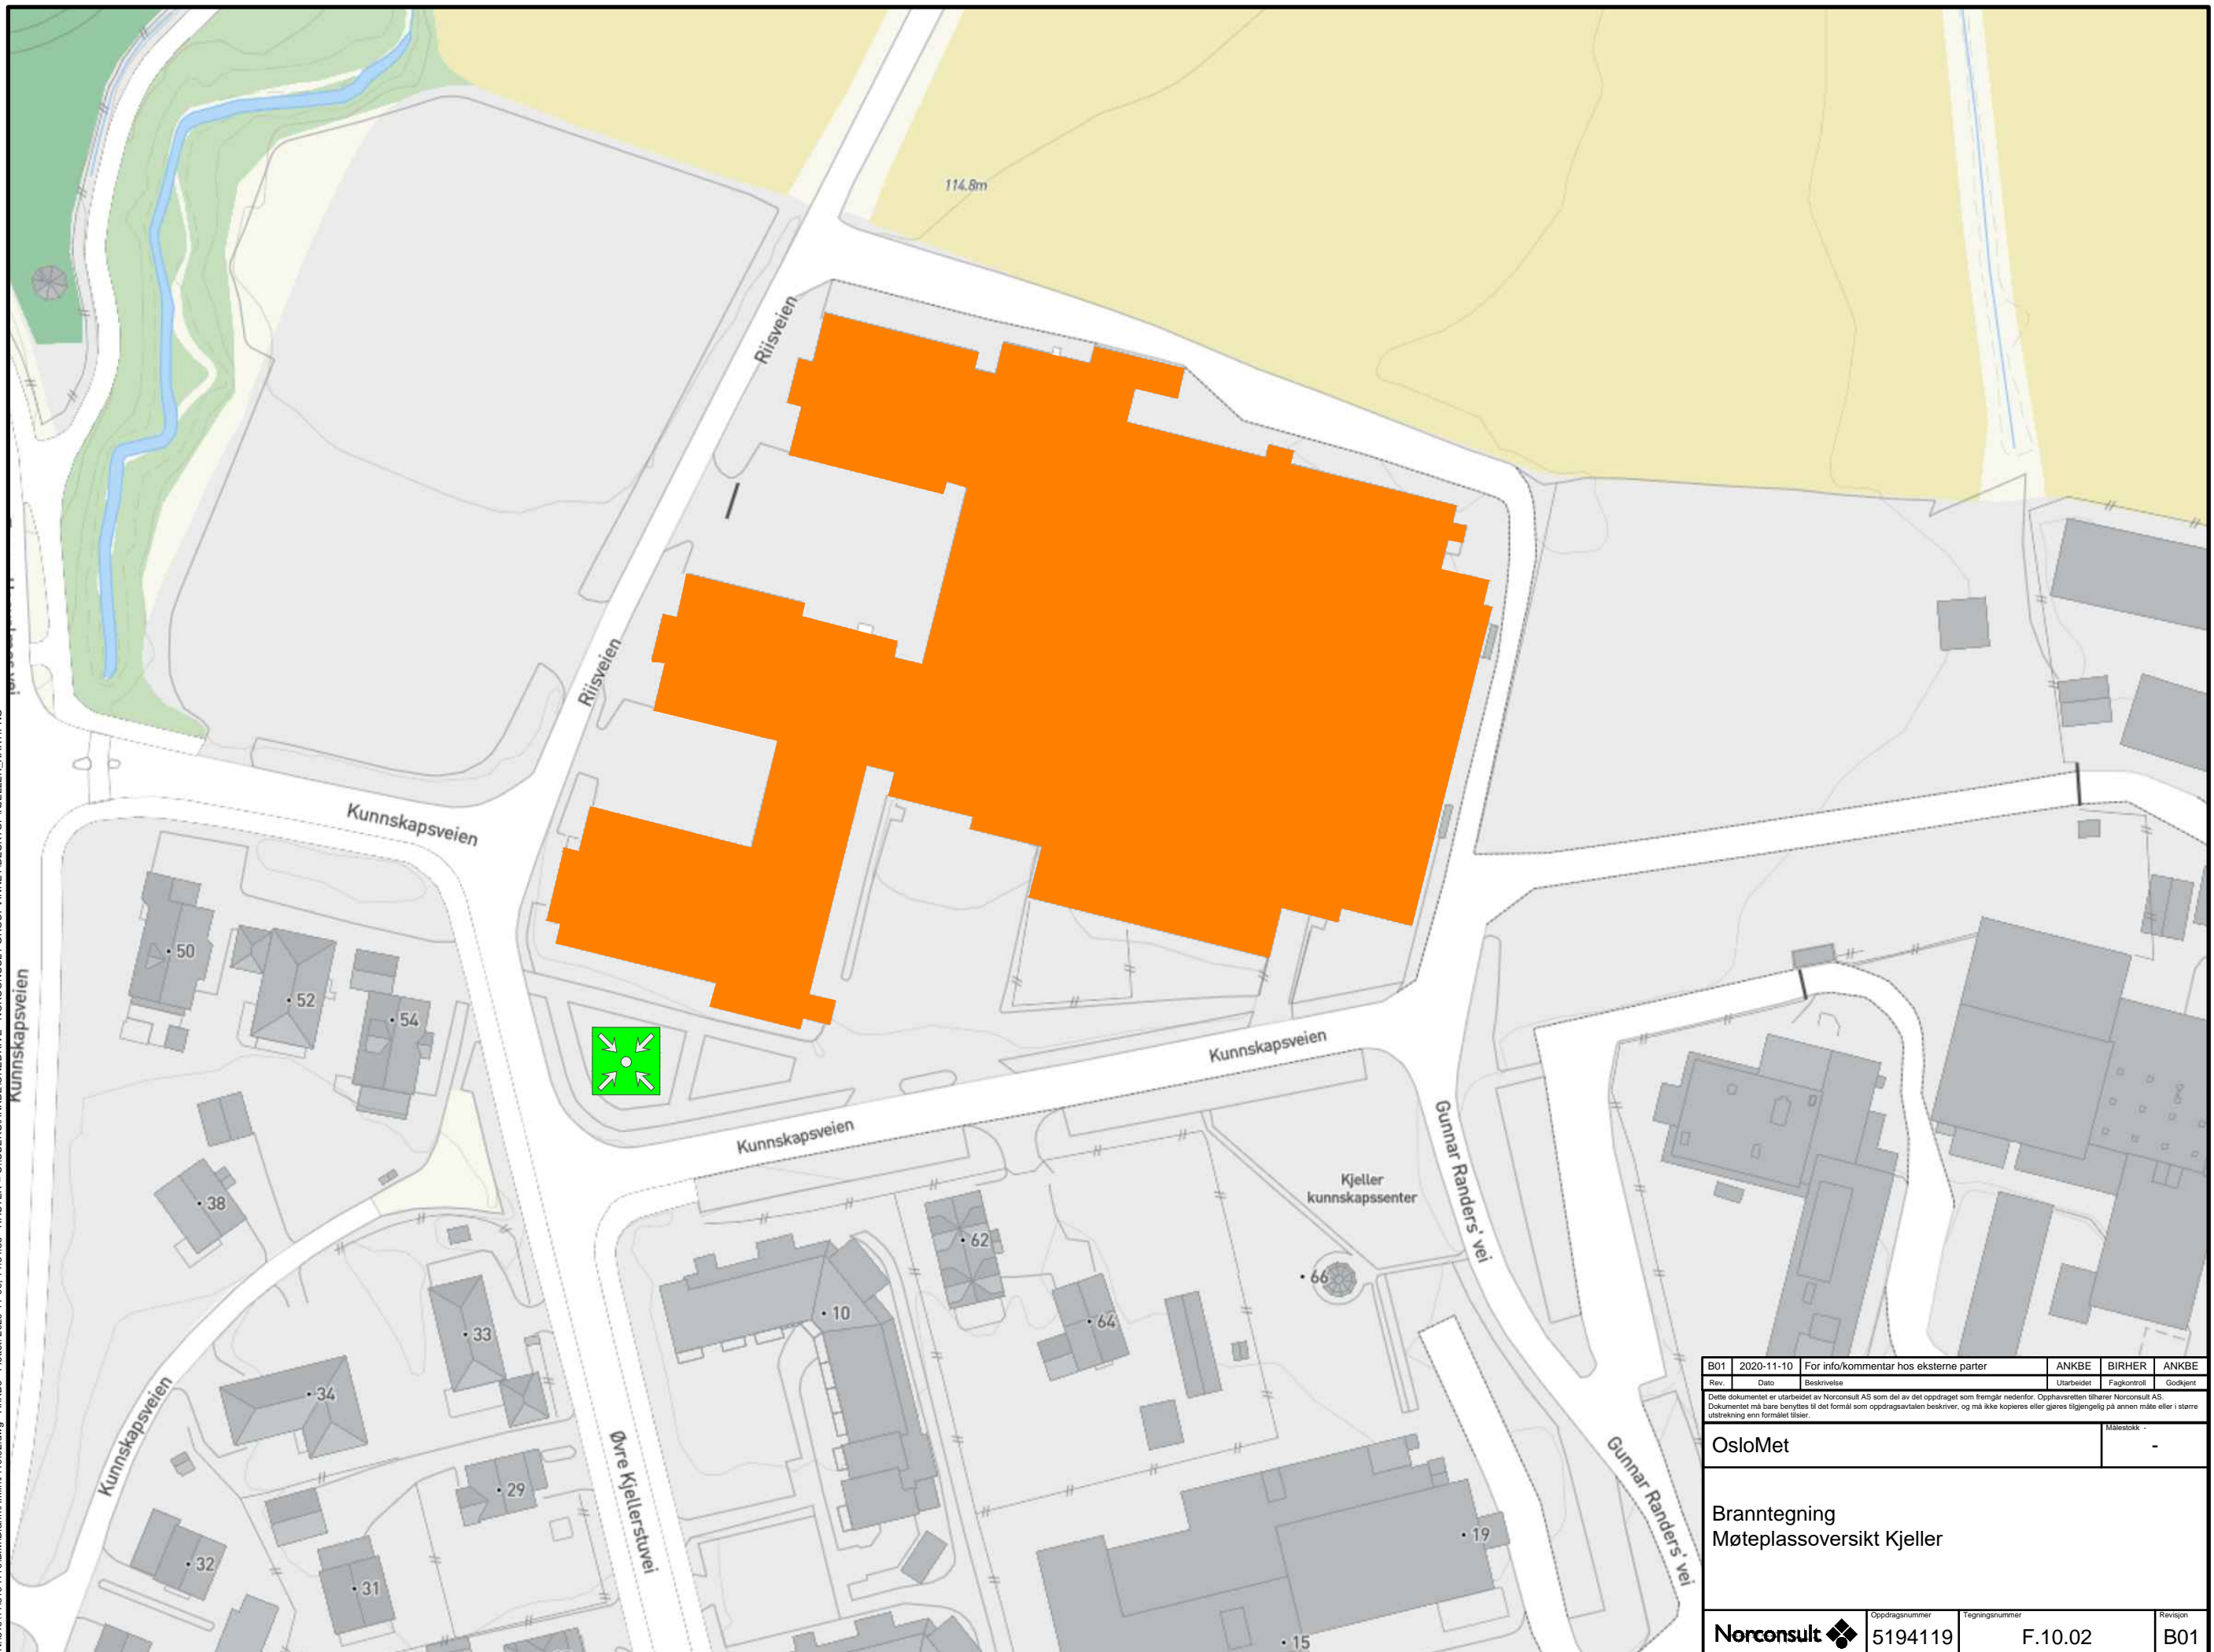 114.8m
Riisveien
Riisveien
Kunnskapsveien
Kunnskapsveien
50
52
54
Kunnskapsveien
Kunnskapsveien
Gunnar Randers' vei
Kjeller
kunnskapssenter
38
62
66
10
64
33
34
Kunnskapsveien
Øvre Kjellerstuvei
29
Gunnar Randers' vei
19
32
31
15
B01 2020-11-10 For info/kommentar hos eksterne parter ANKBE BIRHER ANKBE
Rev. Dato Beskrivelse Utarbeidet Fagkontroll Godkjent
Dette dokumentet er utarbeidet av Norconsult AS som del av det oppdraget som fremgår nedenfor. Opphavsretten tilhører Norconsult AS.
Dokumentet må bare benyttes til det formål som oppdragsavtalen beskriver, og må ikke kopieres eller gjøres tilgjengelig på annen måte eller i større
utstrekning enn formålet tilsier.
Målestokk -
OsloMet -
Branntegning
Møteplassoversikt Kjeller
Oppdragsnummer Tegningsnummer Revisjon
Norconsult 5194119 F.10.02 B01